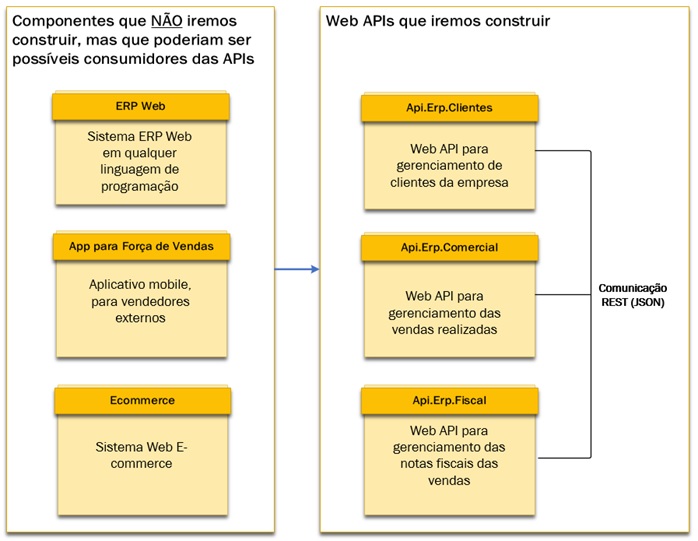 Componentes que NÃO iremos
construir, mas que poderiam ser
possíveis consumidores das APIs
ERP Web
Sistema ERP Web
em qualquer
linguagem de
programação
App para Força de Vendas
Aplicativo mobile,
para vendedores
externos
Ecommerce
Sistema Web E-
commerce
Web APIs que iremos construir
Api.Erp.Clientes
Web API para
gerenciamento de
clientes da empresa
Api.Erp.Comercial
Web API para
gerenciamento das
vendas realizadas
Api.Erp.Fiscal
Web API para
gerenciamento das
notas fiscais das
vendas
Comunicação
REST (JSON)